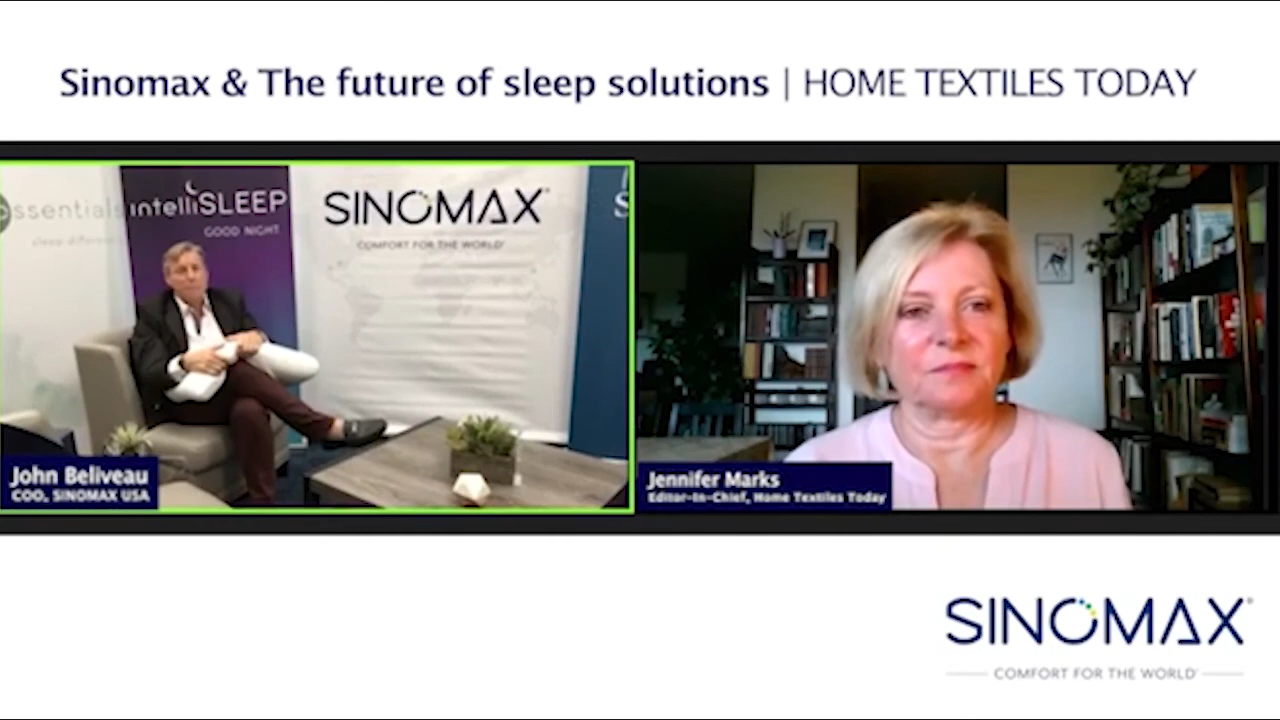 Sinomax & The future of sleep solutions | HOME TEXTILES TODAY
essentials
intelliSLEEP
GOOD NIGHT
SINOMAX
COMFORT FOR THE WORLD
S
John Beliveau
COO, SINOMAX USA
Jennifer Marks
Editor-In-Chief, Home Textiles Today
SINOMAX®
COMFORT FOR THE WORLD